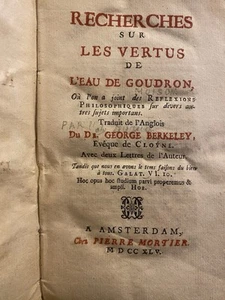 RECHERCHES
SUR
LES VERTUS
DE
L'EAU DE GOUDRON,
Où l'on a joint des REFLEXIONS
PHILOSOPHIQUES sur divers au-
tres sujets importans.
Traduit de l'Anglois
Du Dr. GEORGE BERKELEY,
Evêque de CLOYNE.
Avec deux Lettres de l'Auteur.
Tandis que nous en avons le tems faisons du bien
à tous. GALAT. VI. 10.
Hoc opus hoc studium parvi properemus &
ampli. HOR.
A AMSTERDAM,
Chez PIERRE MORTIER
MDCCXLV.